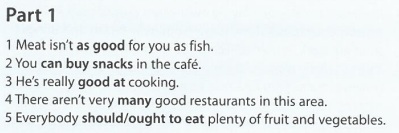 Part 1
1 Meat isn't as good for you as fish.
2 You can buy snacks in the café.
3 He's really good at cooking.
4 There aren't very many good restaurants in this area.
5 Everybody should/ought to eat plenty of fruit and vegetables.